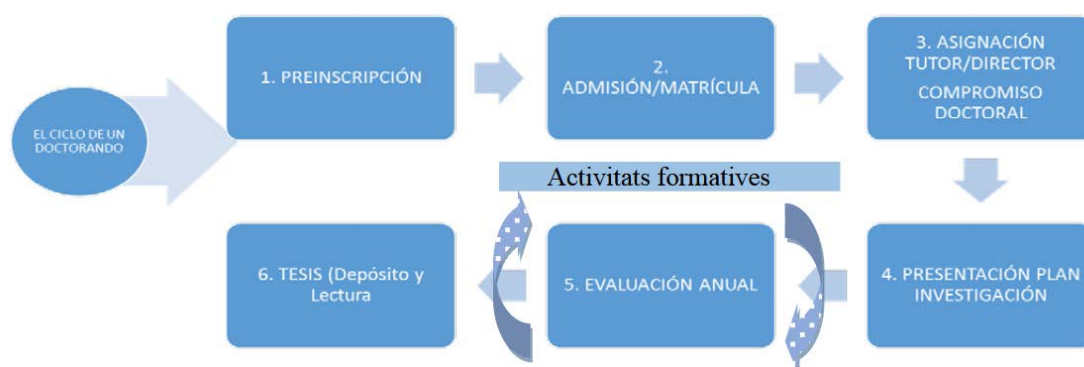 EL CICLO DE UN
DOCTORANDO
1. PREINSCRIPCIÓN
2.
ADMISIÓN/MATRÍCULA
3. ASIGNACIÓN
TUTOR/DIRECTOR
COMPROMISO
DOCTORAL
Activitats formatives
4. PRESENTACIÓN PLAN
INVESTIGACIÓN
5. EVALUACIÓN ANUAL
6. TESIS (Depósito y
Lectura